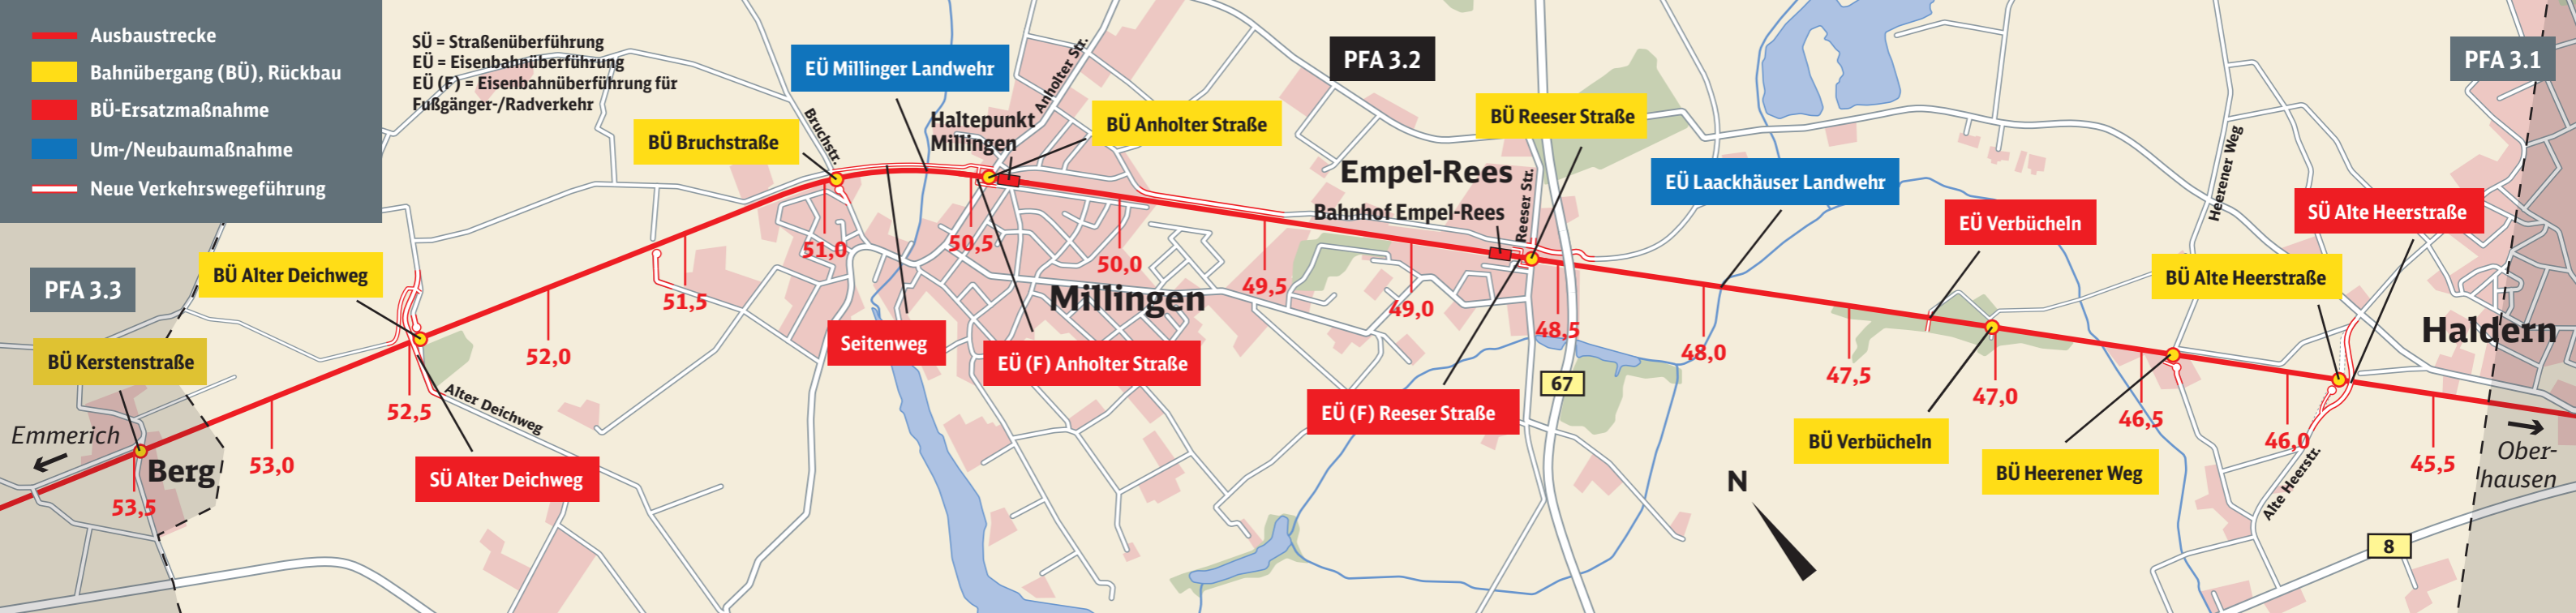 Ausbaustrecke
Bahnübergang (BÜ), Rückbau
BÜ-Ersatzmaßnahme
Um-/Neubaumaßnahme
Neue Verkehrswegeführung
SÜ = Straßenüberführung
EÜ = Eisenbahnüberführung
EÜ (F) = Eisenbahnüberführung für
Fußgänger-/Radverkehr
PFA 3.3
PFA 3.2
PFA 3.1
BÜ Kerstenstraße
BÜ Alter Deichweg
SÜ Alter Deichweg
Alter Deichweg
Emmerich
Berg
BÜ Bruchstraße
Bruchstr.
EÜ Millinger Landwehr
Haltepunkt
Millingen
Anholter Str.
BÜ Anholter Straße
Seitenweg
EÜ (F) Anholter Straße
Millingen
Empel-Rees
Bahnhof Empel-Rees
Reeser Str.
BÜ Reeser Straße
EÜ (F) Reeser Straße
67
EÜ Laackhäuser Landwehr
EÜ Verbücheln
BÜ Verbücheln
BÜ Heerener Weg
Heerener Weg
SÜ Alte Heerstraße
BÜ Alte Heerstraße
Alte Heerstr.
Haldern
Ober-
hausen
8
N
53,5
53,0
52,5
52,0
51,5
51,0
50,5
50,0
49,5
49,0
48,5
48,0
47,5
47,0
46,5
46,0
45,5